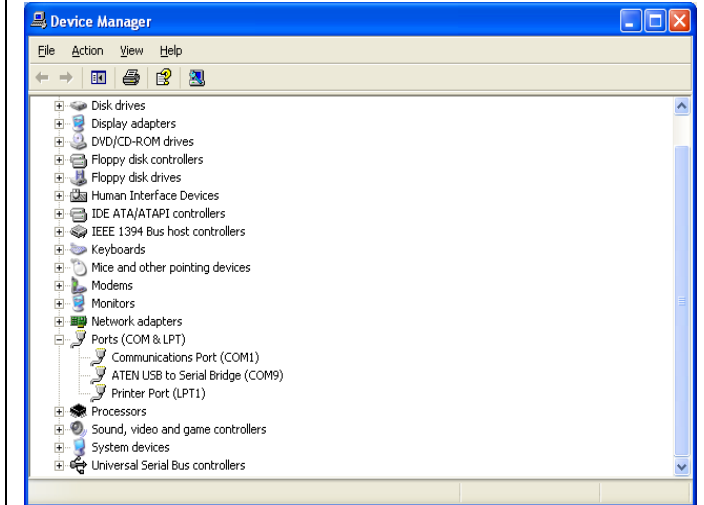 Device Manager
File Action View Help
Disk drives
Display adapters
DVD/CD-ROM drives
Floppy disk controllers
Floppy disk drives
Human Interface Devices
IDE ATA/ATAPI controllers
IEEE 1394 Bus host controllers
Keyboards
Mice and other pointing devices
Modems
Monitors
Network adapters
Ports (COM & LPT)
Communications Port (COM1)
ATEN USB to Serial Bridge (COM9)
Printer Port (LPT1)
Processors
Sound, video and game controllers
System devices
Universal Serial Bus controllers